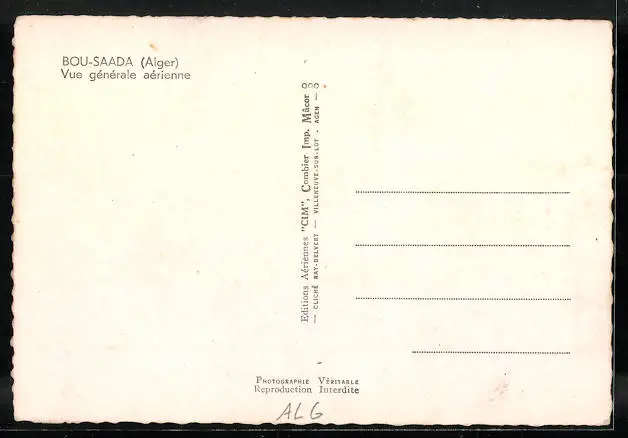 BOU-SAADA (Alger)
Vue générale aérienne
Editions Aériennes "CIM", Combier Imp. Mâcon
— CLICHÉ RAY-DELVERT — VILLENEUVE-SUR-LOT - AGEN —
PHOTOGRAPHIE VÉRITABLE
Reproduction Interdite
ALG